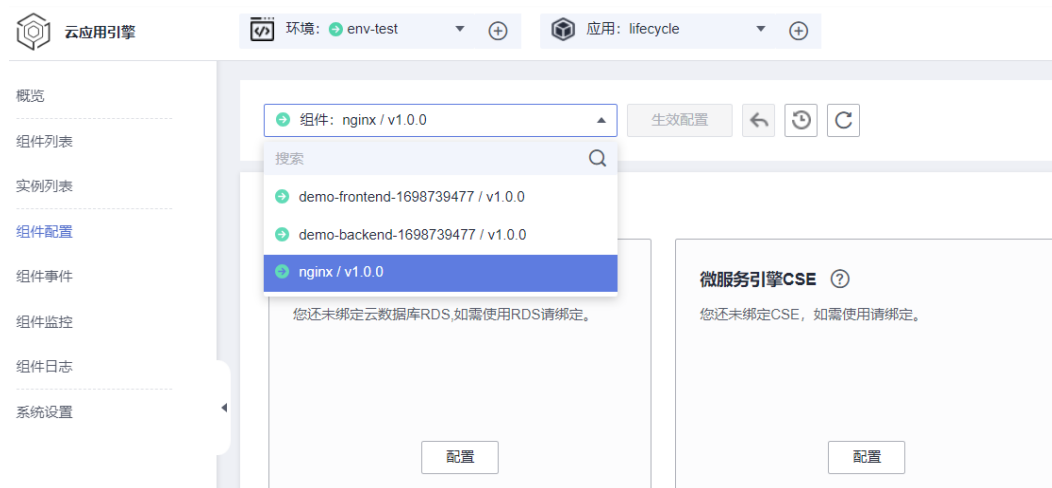 云应用引擎
环境：env-test
应用：lifecycle
概览
组件列表
实例列表
组件配置
组件事件
组件监控
组件日志
系统设置
组件：nginx / v1.0.0
生效配置
搜索
demo-frontend-1698739477 / v1.0.0
demo-backend-1698739477 / v1.0.0
nginx / v1.0.0
您还未绑定云数据库RDS,如需使用RDS请绑定。
配置
微服务引擎CSE ?
您还未绑定CSE，如需使用请绑定。
配置